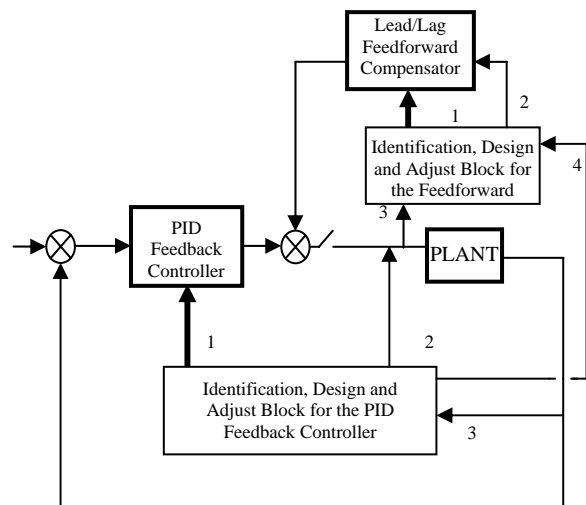 Lead/Lag
Feedforward
Compensator
1
2
Identification, Design
and Adjust Block for
the Feedforward
4
3
PID
Feedback
Controller
PLANT
1
2
Identification, Design and
Adjust Block for the PID
Feedback Controller
3